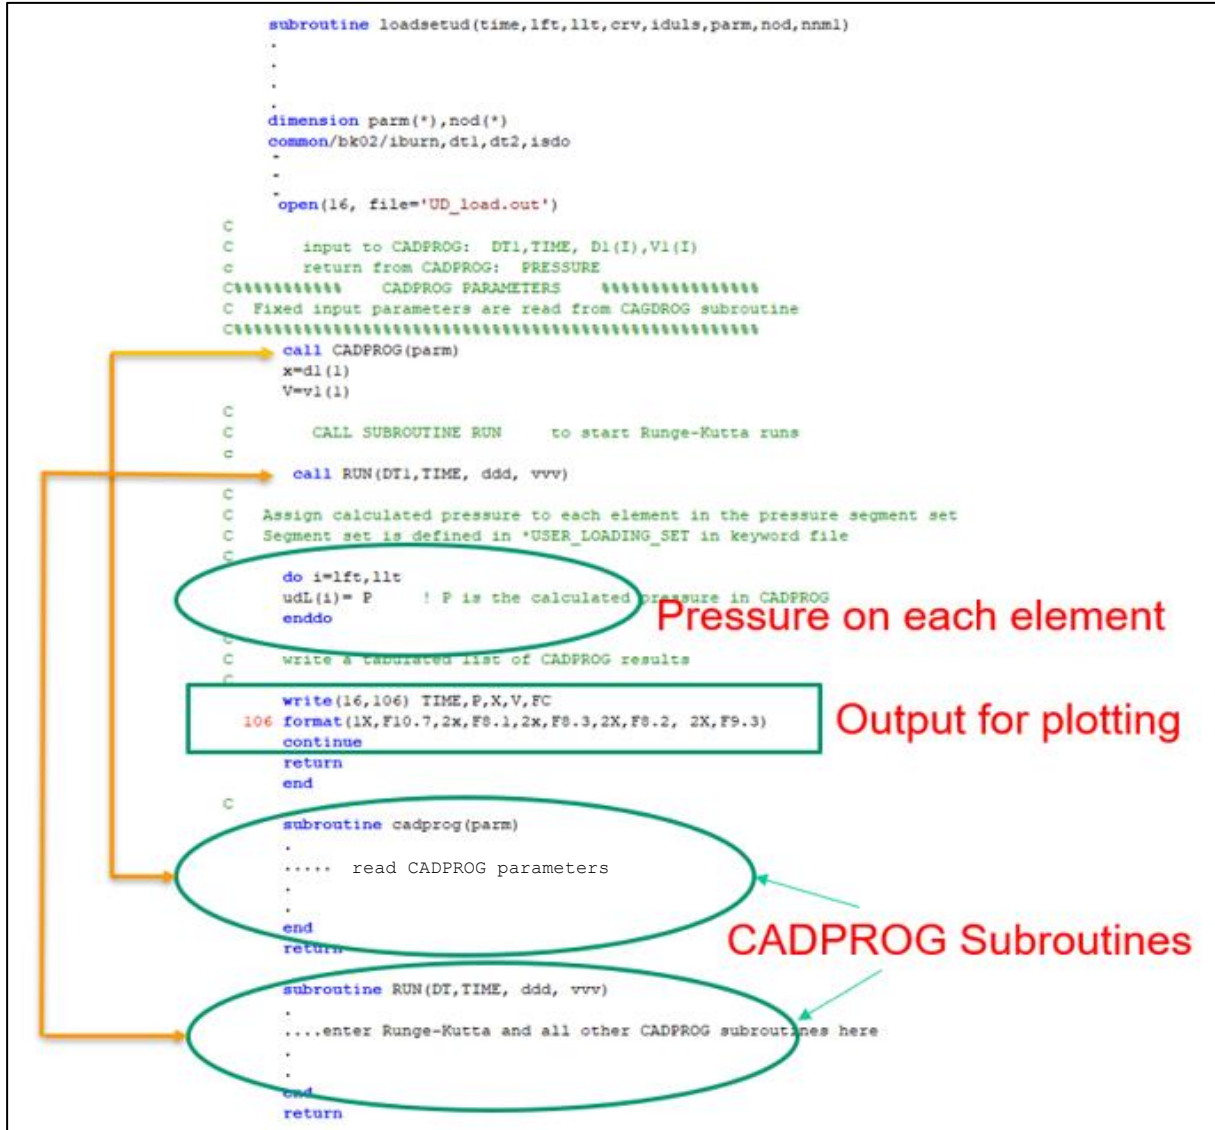 subroutine loadsetud(time,lft,llt,crv,iduls,parm,nod,nnml)
.
.
.
.
dimension parm(*),nod(*)
common/bk02/iburn,dt1,dt2,isdo
-
-
-
open(16, file='UD_load.out')
C
C input to CADPROG: DT1,TIME, D1(I),V1(I)
c return from CADPROG: PRESSURE
C%%%%%%%%%%% CADPROG PARAMETERS %%%%%%%%%%%%%%%%
C Fixed input parameters are read from CAGDROG subroutine
C%%%%%%%%%%%%%%%%%%%%%%%%%%%%%%%%%%%%%%%%%%%%%%%%%%%%%
call CADPROG(parm)
x=d1(1)
V=v1(1)
C
C CALL SUBROUTINE RUN to start Runge-Kutta runs
c
call RUN(DT1,TIME, ddd, vvv)
C
C Assign calculated pressure to each element in the pressure segment set
C Segment set is defined in *USER_LOADING_SET in keyword file
C
do i=lft,llt
udL(i)= P ! P is the calculated pressure in CADPROG
enddo
Pressure on each element
C
C write a tabulated list of CADPROG results
C
write(16,106) TIME,P,X,V,FC
106 format(1X,F10.7,2x,F8.1,2x,F8.3,2X,F8.2, 2X,F9.3)
continue
Output for plotting
return
end
C
subroutine cadprog(parm)
.
..... read CADPROG parameters
.
.
end
return
CADPROG Subroutines
subroutine RUN(DT,TIME, ddd, vvv)
.
....enter Runge-Kutta and all other CADPROG subroutines here
.
.
end
return